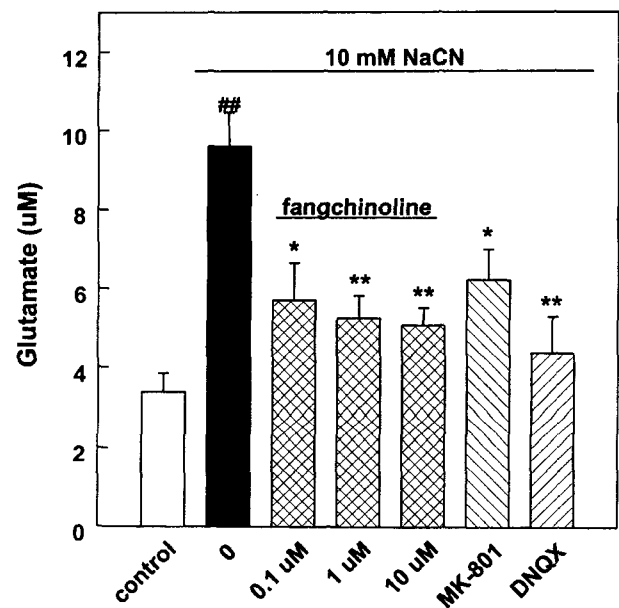 12
10 mM NaCN
##
10
Glutamate (uM)
8
fangchinoline
*
*
6
**
**
**
4
2
0
control
0
0.1 uM
1 uM
10 uM
MK-801
DNQX